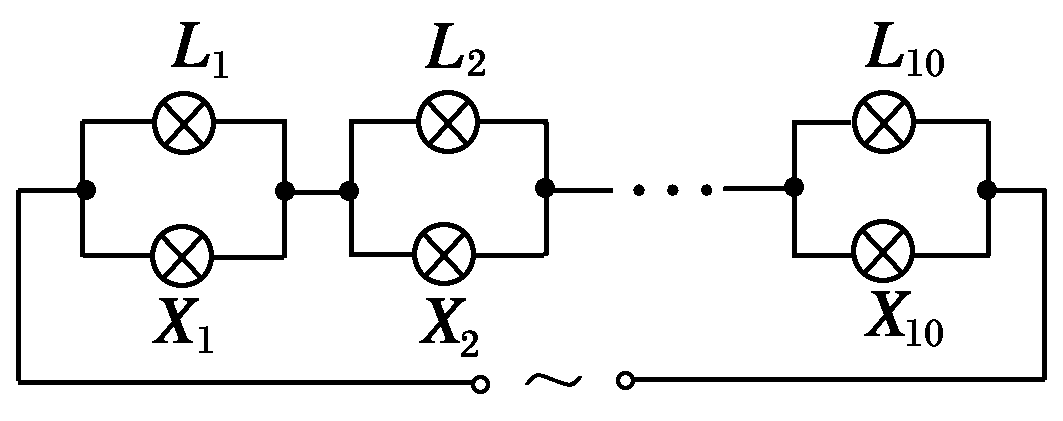 L₁ L₂ L₁₀
X₁ X₂ X₁₀